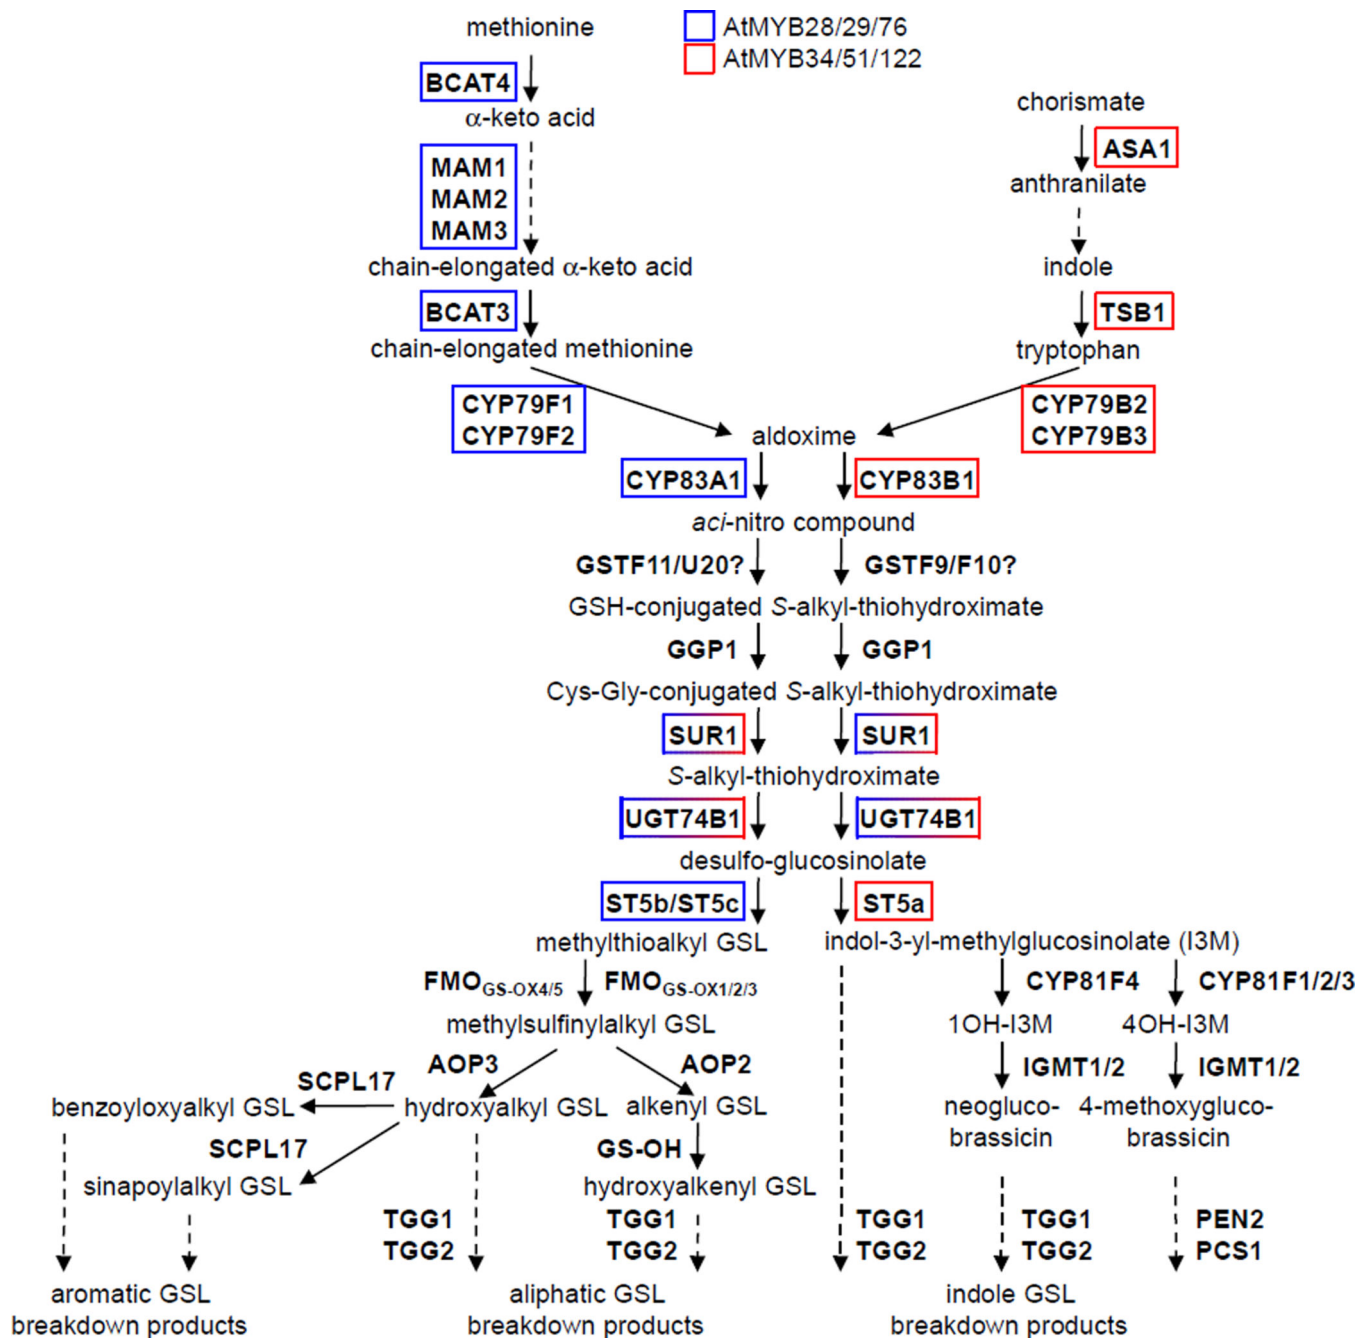 methionine
AtMYB28/29/76
AtMYB34/51/122
BCAT4
chorismate
α-keto acid
ASA1
MAM1
MAM2
MAM3
anthranilate
chain-elongated α-keto acid
indole
BCAT3
TSB1
chain-elongated methionine
tryptophan
CYP79F1
CYP79F2
CYP79B2
CYP79B3
aldoxime
CYP83A1
CYP83B1
aci-nitro compound
GSTF11/U20?
GSTF9/F10?
GSH-conjugated S-alkyl-thiohydroximate
GGP1
GGP1
Cys-Gly-conjugated S-alkyl-thiohydroximate
SUR1
SUR1
S-alkyl-thiohydroximate
UGT74B1
UGT74B1
desulfo-glucosinolate
ST5b/ST5c
ST5a
methylthioalkyl GSL
indol-3-yl-methylglucosinolate (I3M)
FMOGS-OX4/5
FMOGS-OX1/2/3
CYP81F4
CYP81F1/2/3
methylsulfinylalkyl GSL
1OH-I3M
4OH-I3M
AOP3
AOP2
IGMT1/2
IGMT1/2
SCPL17
benzoyloxyalkyl GSL
hydroxyalkyl GSL
alkenyl GSL
neogluco-
brassicin
4-methoxygluco-
brassicin
SCPL17
GS-OH
sinapoylalkyl GSL
hydroxyalkenyl GSL
TGG1
TGG2
TGG1
TGG2
TGG1
TGG2
TGG1
TGG2
PEN2
PCS1
aromatic GSL
breakdown products
aliphatic GSL
breakdown products
indole GSL
breakdown products